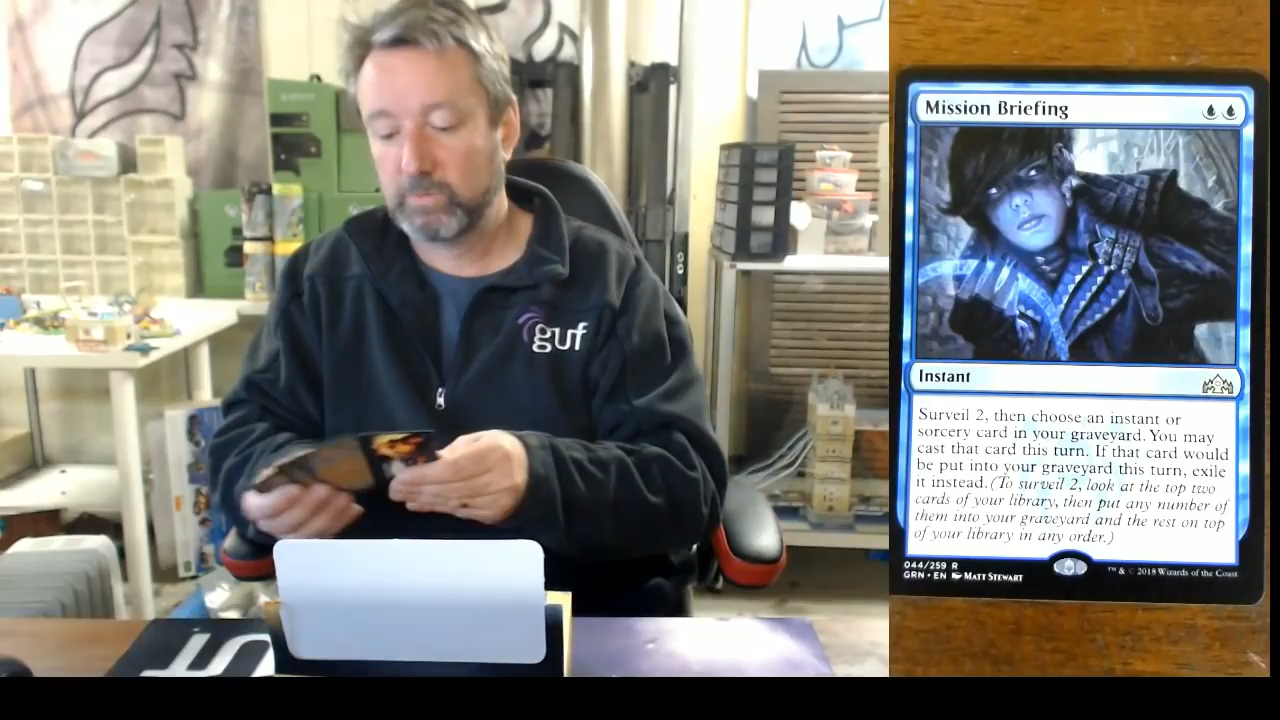 guf
Mission Briefing
Instant
Surveil 2, then choose an instant or
sorcery card in your graveyard. You may
cast that card this turn. If that card would
be put into your graveyard this turn, exile
it instead. (To surveil 2, look at the top two
cards of your library, then put any number of
them into your graveyard and the rest on top
of your library in any order.)
044/259 R
GRN • EN Matt Stewart
™ & © 2018 Wizards of the Coast